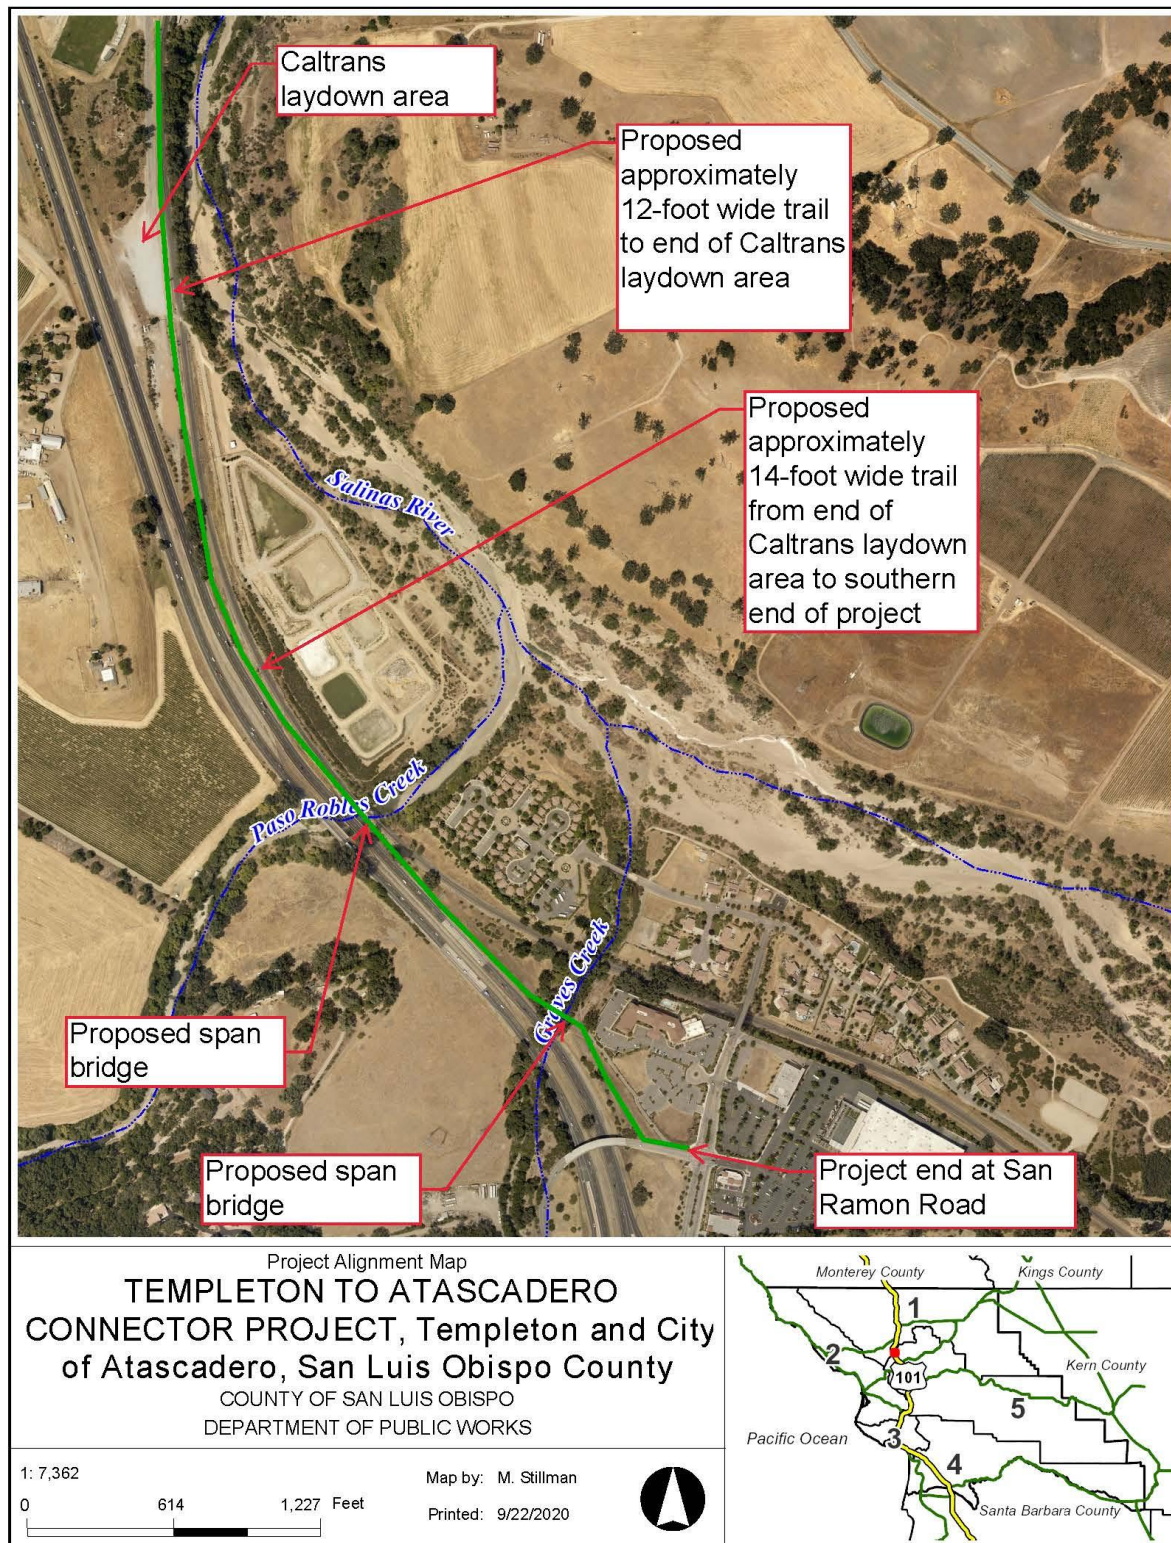 Caltrans
laydown area
Proposed
approximately
12-foot wide trail
to end of Caltrans
laydown area
Proposed
approximately
14-foot wide trail
from end of
Caltrans laydown
area to southern
end of project
Salinas River
Paso Robles Creek
Graves Creek
Proposed span
bridge
Proposed span
bridge
Project end at San
Ramon Road
Project Alignment Map
TEMPLETON TO ATASCADERO
CONNECTOR PROJECT, Templeton and City
of Atascadero, San Luis Obispo County
COUNTY OF SAN LUIS OBISPO
DEPARTMENT OF PUBLIC WORKS
1: 7,362
0 614 1,227 Feet
Map by: M. Stillman
Printed: 9/22/2020
Monterey County
Kings County
1
2
Kern County
101
5
Pacific Ocean
3
4
Santa Barbara County